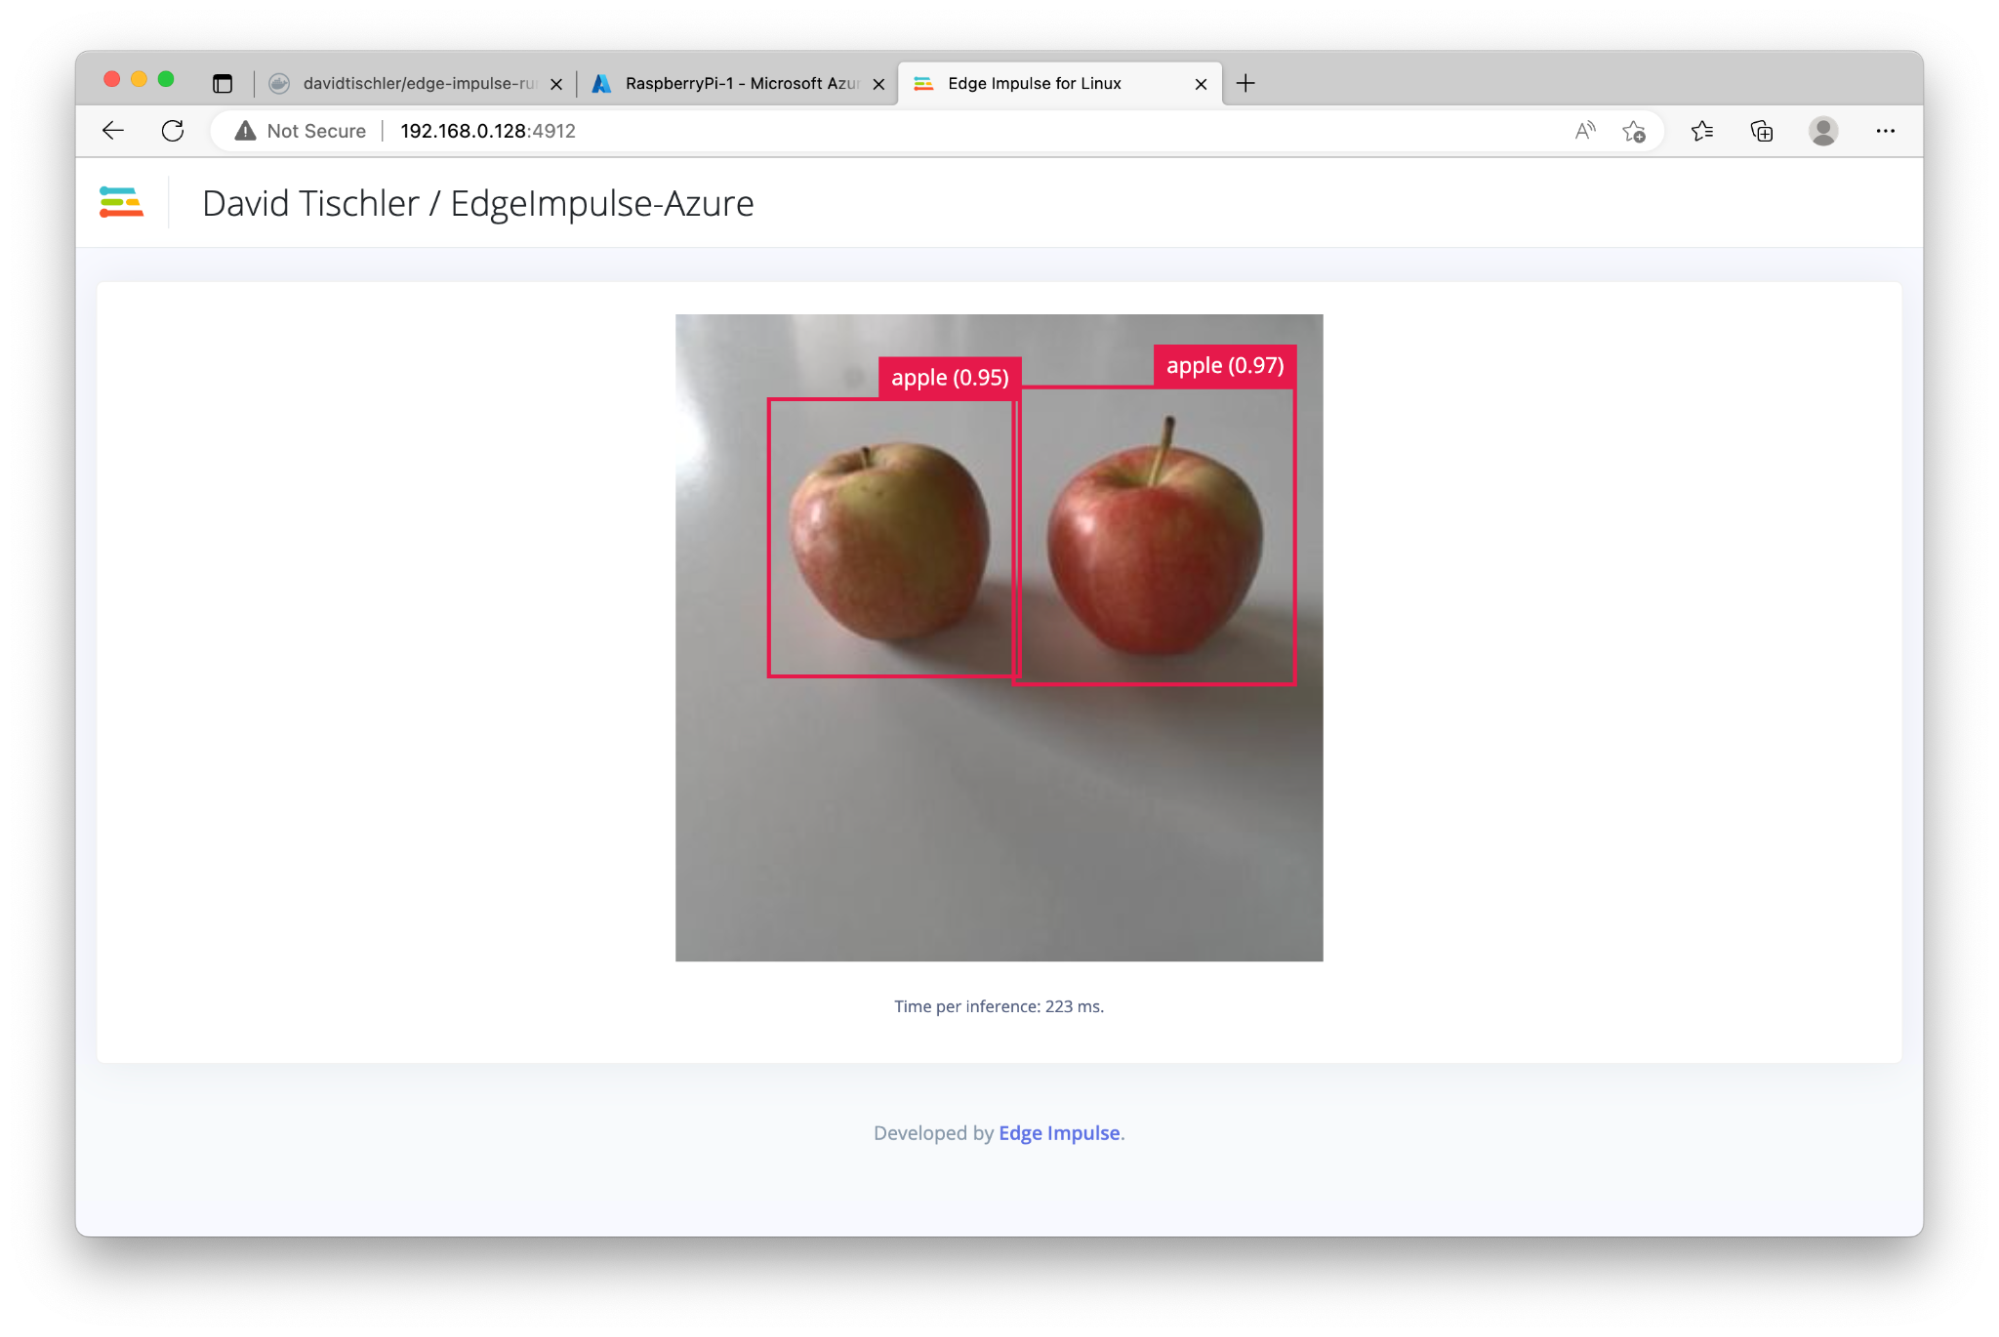 davidtischler/edge-impulse-ru
RaspberryPi-1 - Microsoft Azur
Edge Impulse for Linux
Not Secure
192.168.0.128:4912
David Tischler / EdgeImpulse-Azure
apple (0.95)
apple (0.97)
Time per inference: 223 ms.
Developed by Edge Impulse.